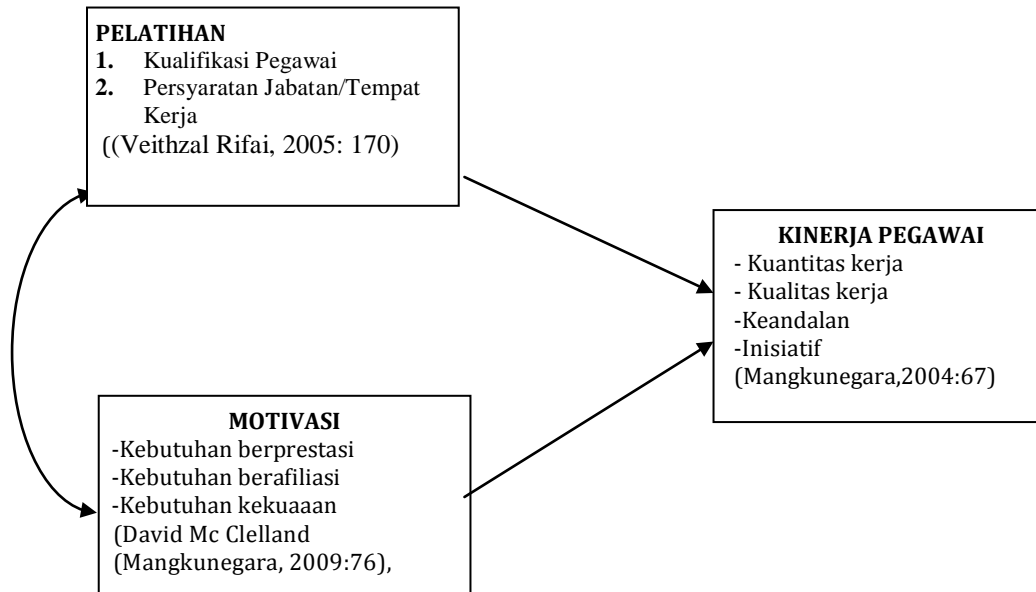 PELATIHAN
1. Kualifikasi Pegawai
2. Persyaratan Jabatan/Tempat
Kerja
((Veithzal Rifai, 2005: 170)
KINERJA PEGAWAI
- Kuantitas kerja
- Kualitas kerja
-Keandalan
-Inisiatif
(Mangkunegara,2004:67)
MOTIVASI
-Kebutuhan berprestasi
-Kebutuhan berafiliasi
-Kebutuhan kekuaaan
(David Mc Clelland
(Mangkunegara, 2009:76),